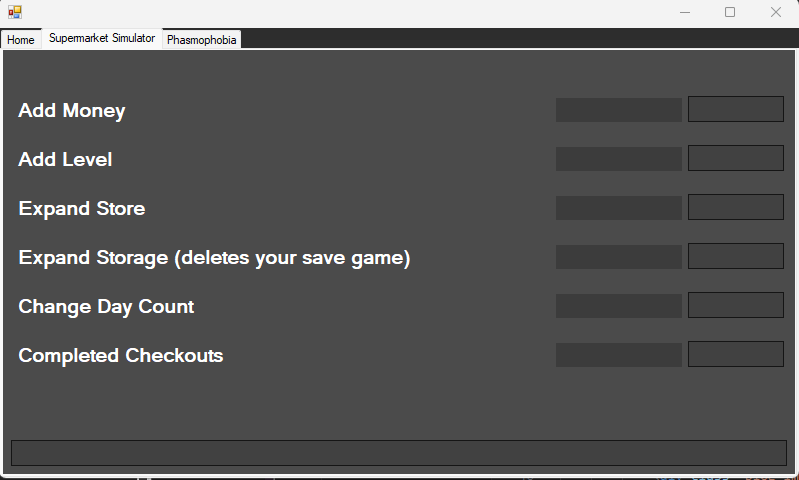 Home
Supermarket Simulator
Phasmophobia
Add Money
Add Level
Expand Store
Expand Storage (deletes your save game)
Change Day Count
Completed Checkouts